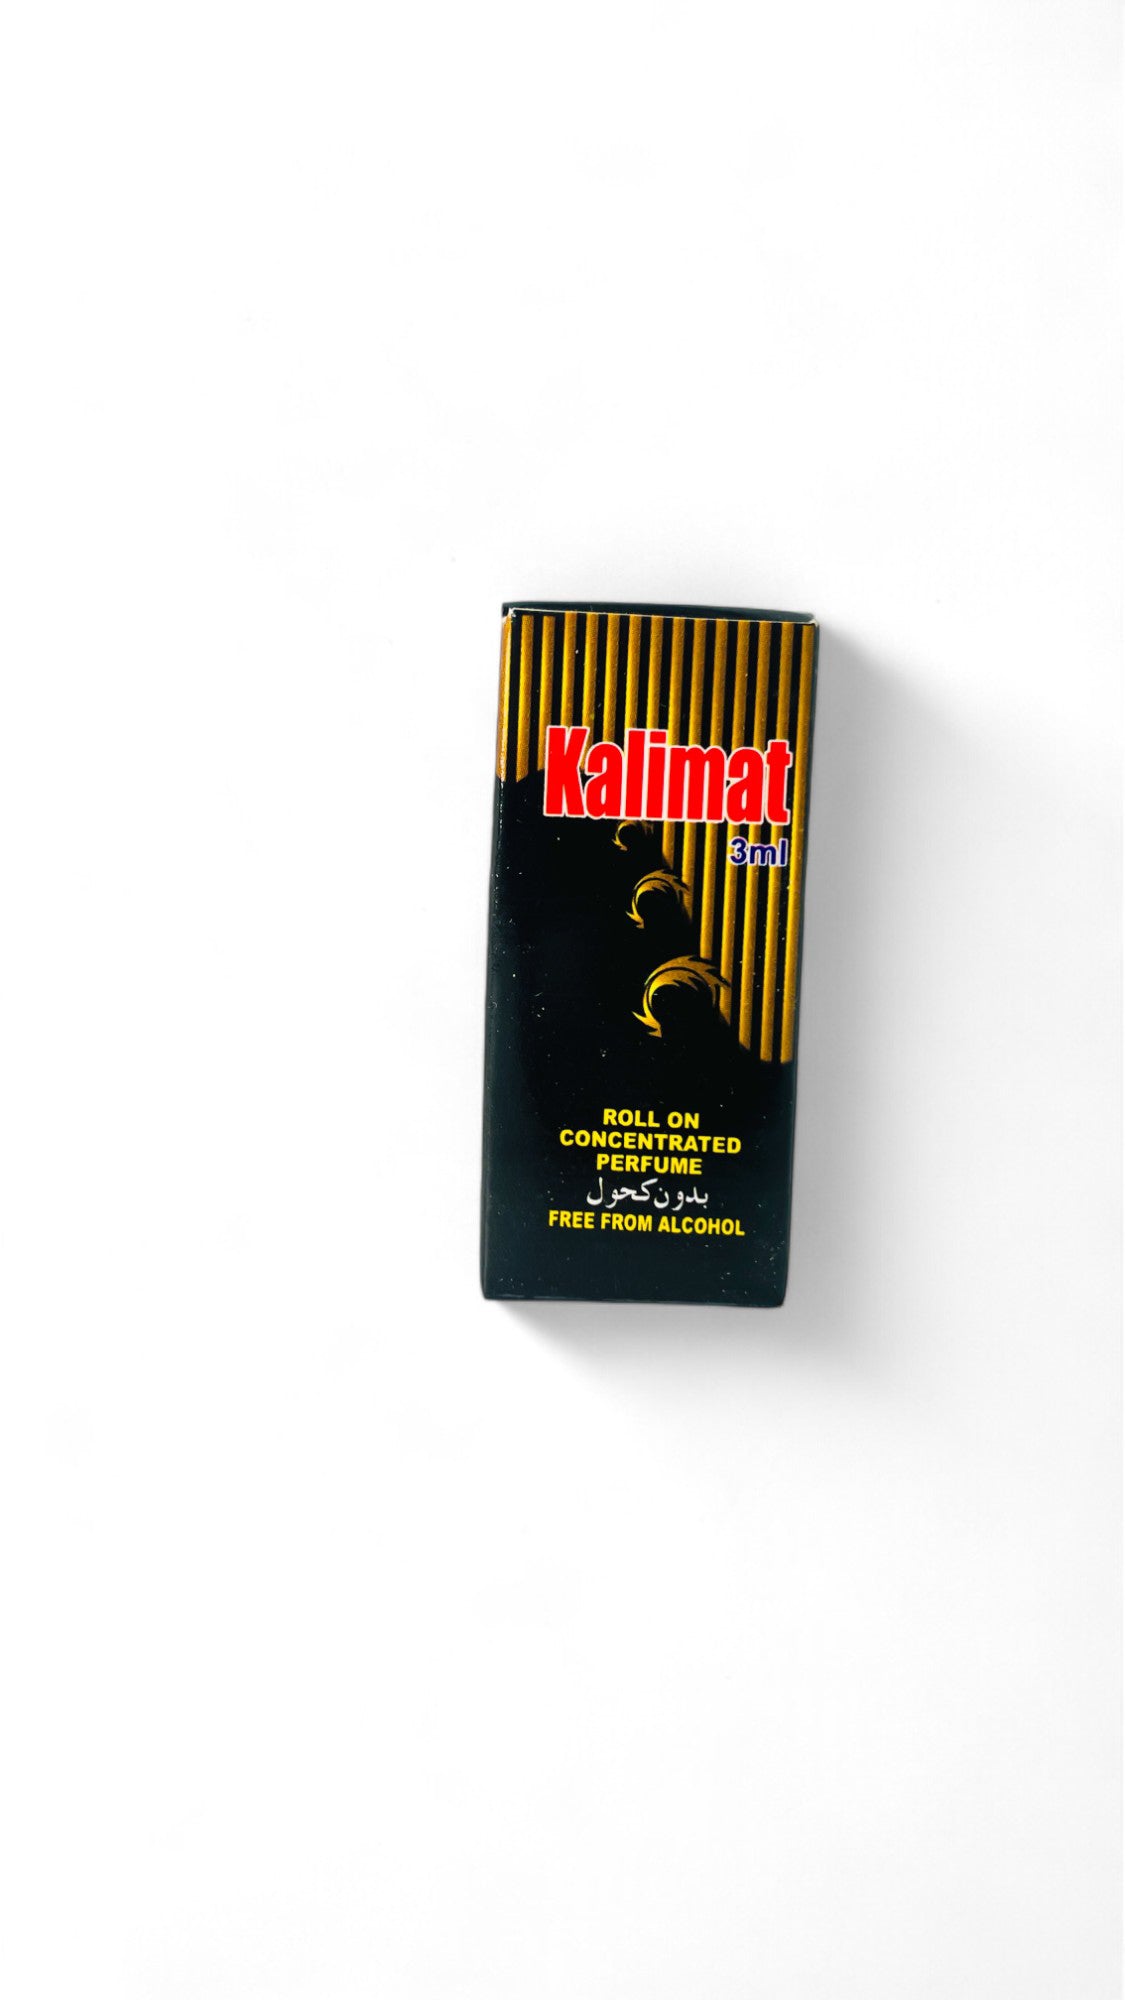 Kalimat
3ml
ROLL ON
CONCENTRATED
PERFUME
بدون كحول
FREE FROM ALCOHOL